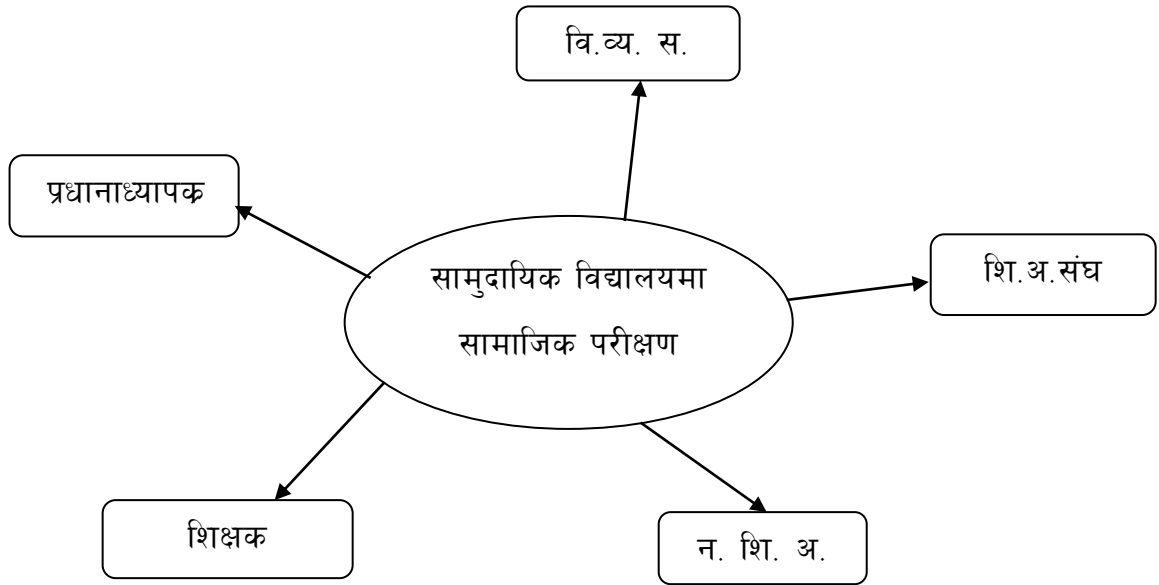 वि.व्य. स.
प्रधानाध्यापक
सामुदायिक विद्यालयमा
सामाजिक परीक्षण
शि.अ.संघ
शिक्षक
न. शि. अ.